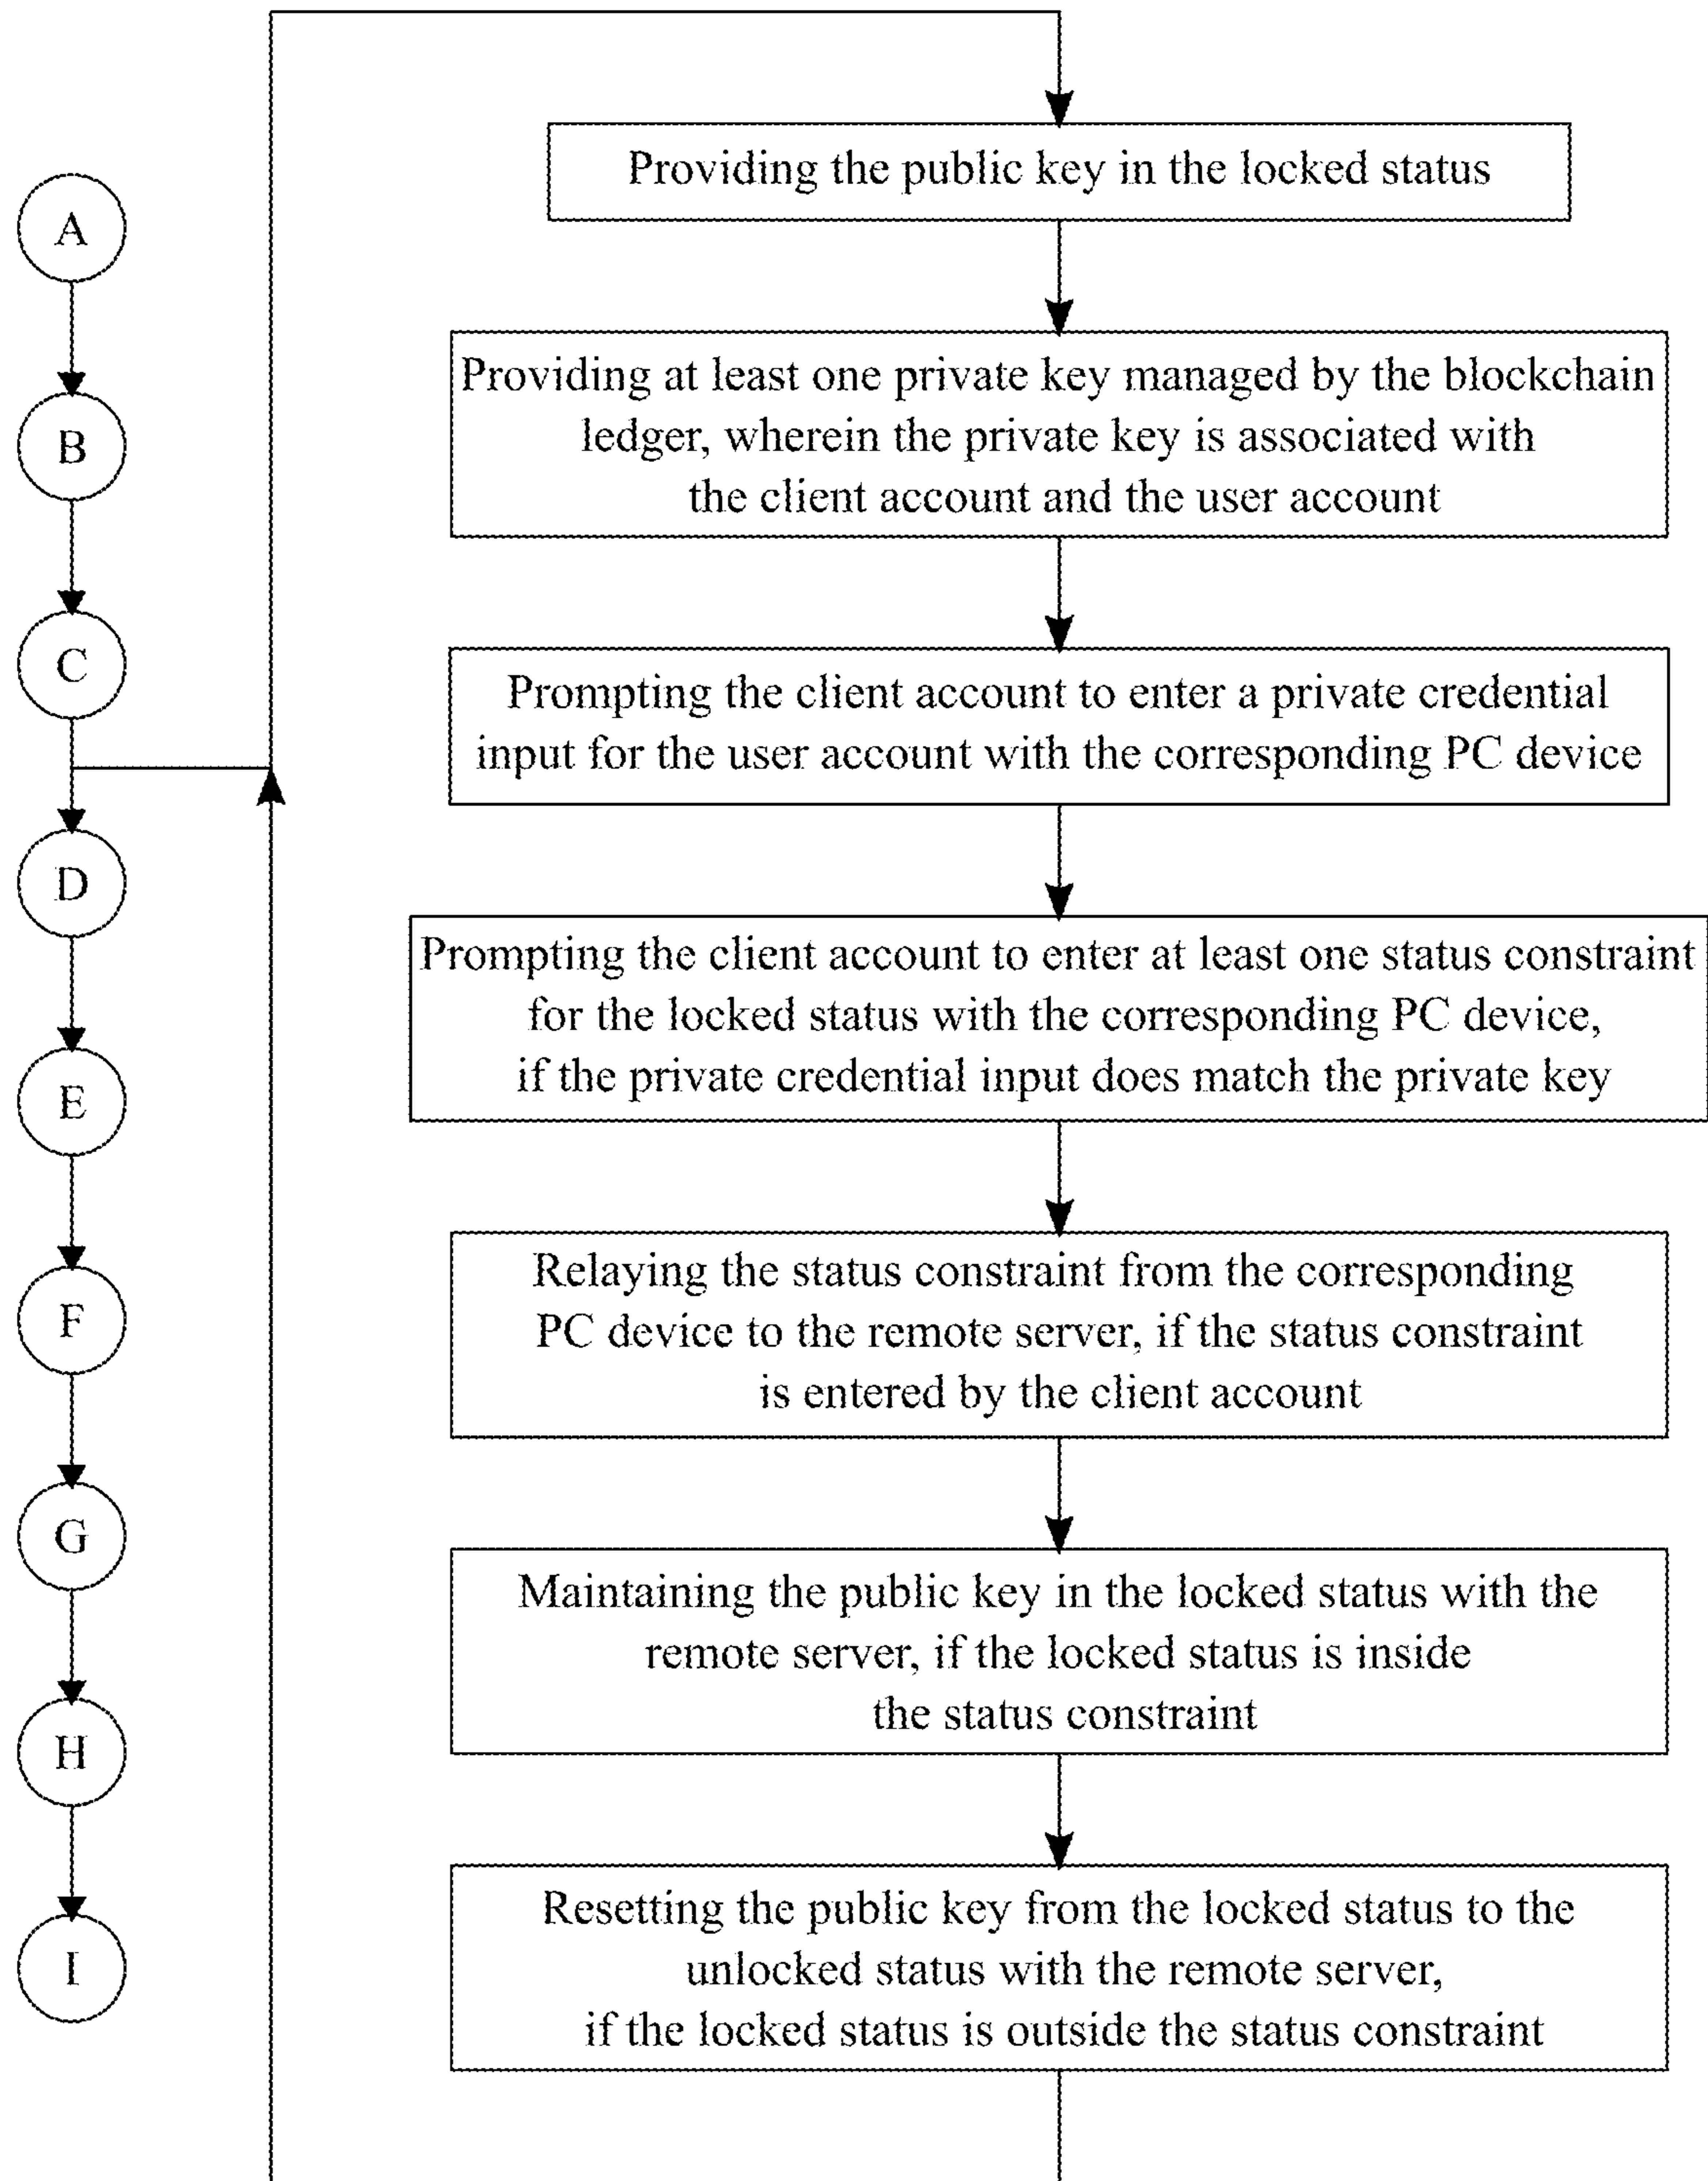 A
B
C
D
E
F
G
H
I
Providing the public key in the locked status
Providing at least one private key managed by the blockchain
ledger, wherein the private key is associated with
the client account and the user account
Prompting the client account to enter a private credential
input for the user account with the corresponding PC device
Prompting the client account to enter at least one status constraint
for the locked status with the corresponding PC device,
if the private credential input does match the private key
Relaying the status constraint from the corresponding
PC device to the remote server, if the status constraint
is entered by the client account
Maintaining the public key in the locked status with the
remote server, if the locked status is inside
the status constraint
Resetting the public key from the locked status to the
unlocked status with the remote server,
if the locked status is outside the status constraint